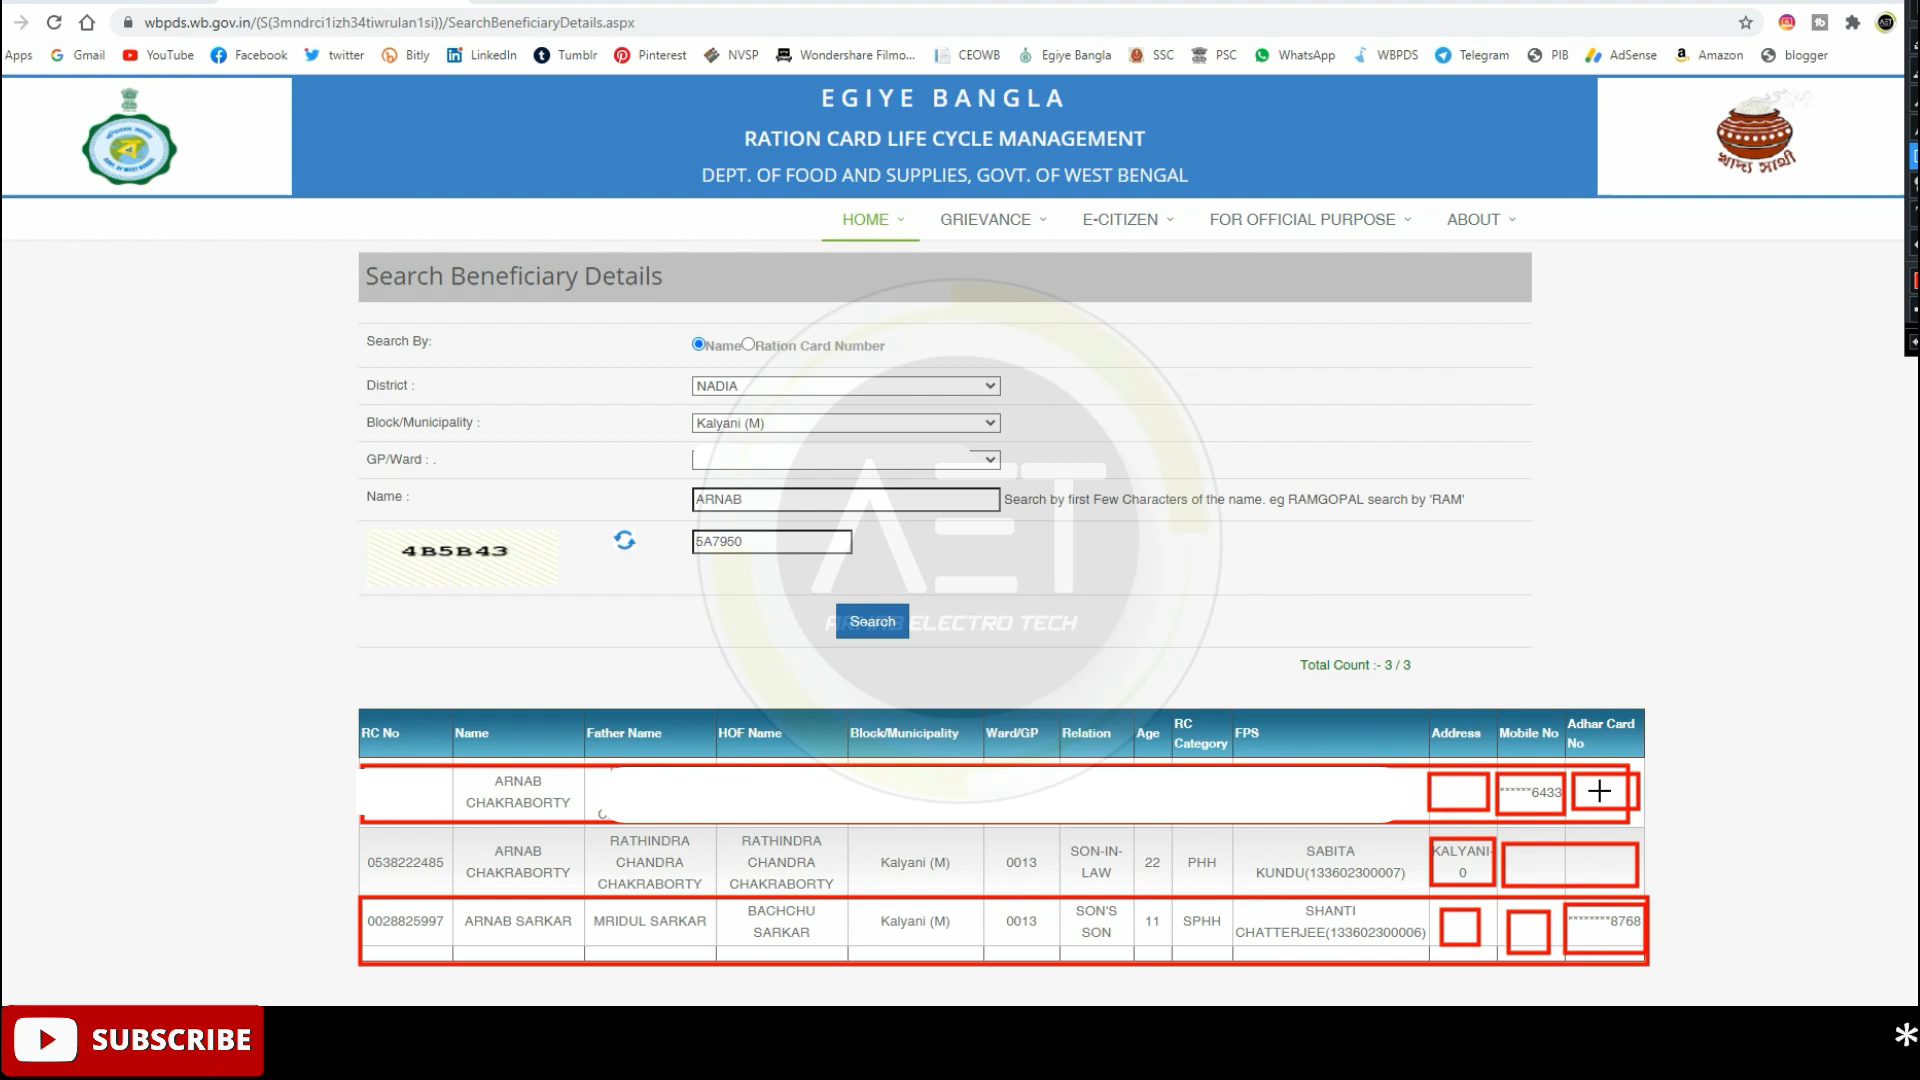 wbpds.wb.gov.in/(S(3mndrci1izh34tiwrulan1si))/SearchBeneficiaryDetails.aspx
Apps Gmail YouTube Facebook twitter Bitly LinkedIn Tumblr Pinterest NVSP Wondershare Filmo... CEOWB Egiye Bangla SSC PSC WhatsApp WBPDS Telegram PIB AdSense Amazon blogger
EGIYE BANGLA
RATION CARD LIFE CYCLE MANAGEMENT
DEPT. OF FOOD AND SUPPLIES, GOVT. OF WEST BENGAL
খাদ্য সাথী
HOME GRIEVANCE E-CITIZEN FOR OFFICIAL PURPOSE ABOUT
Search Beneficiary Details
Search By: Name Ration Card Number
District : NADIA
Block/Municipality : Kalyani (M)
GP/Ward : .
Name : ARNAB Search by first Few Characters of the name. eg RAMGOPAL search by 'RAM'
4B5B43 5A7950
Search
AET
ARNAB ELECTRO TECH
Total Count :- 3 / 3
RC No Name Father Name HOF Name Block/Municipality Ward/GP Relation Age RC Category FPS Address Mobile No Adhar Card No
ARNAB CHAKRABORTY ******6433
0538222485 ARNAB CHAKRABORTY RATHINDRA CHANDRA CHAKRABORTY RATHINDRA CHANDRA CHAKRABORTY Kalyani (M) 0013 SON-IN-LAW 22 PHH SABITA KUNDU(133602300007) KALYANI-0
0028825997 ARNAB SARKAR MRIDUL SARKAR BACHCHU SARKAR Kalyani (M) 0013 SON'S SON 11 SPHH SHANTI CHATTERJEE(133602300006) ********8768
SUBSCRIBE